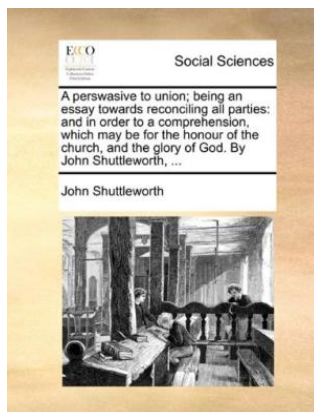 ECCO
Social Sciences
A perswasive to union; being an
essay towards reconciling all parties:
and in order to a comprehension,
which may be for the honour of the
church, and the glory of God. By
John Shuttleworth, ...
John Shuttleworth